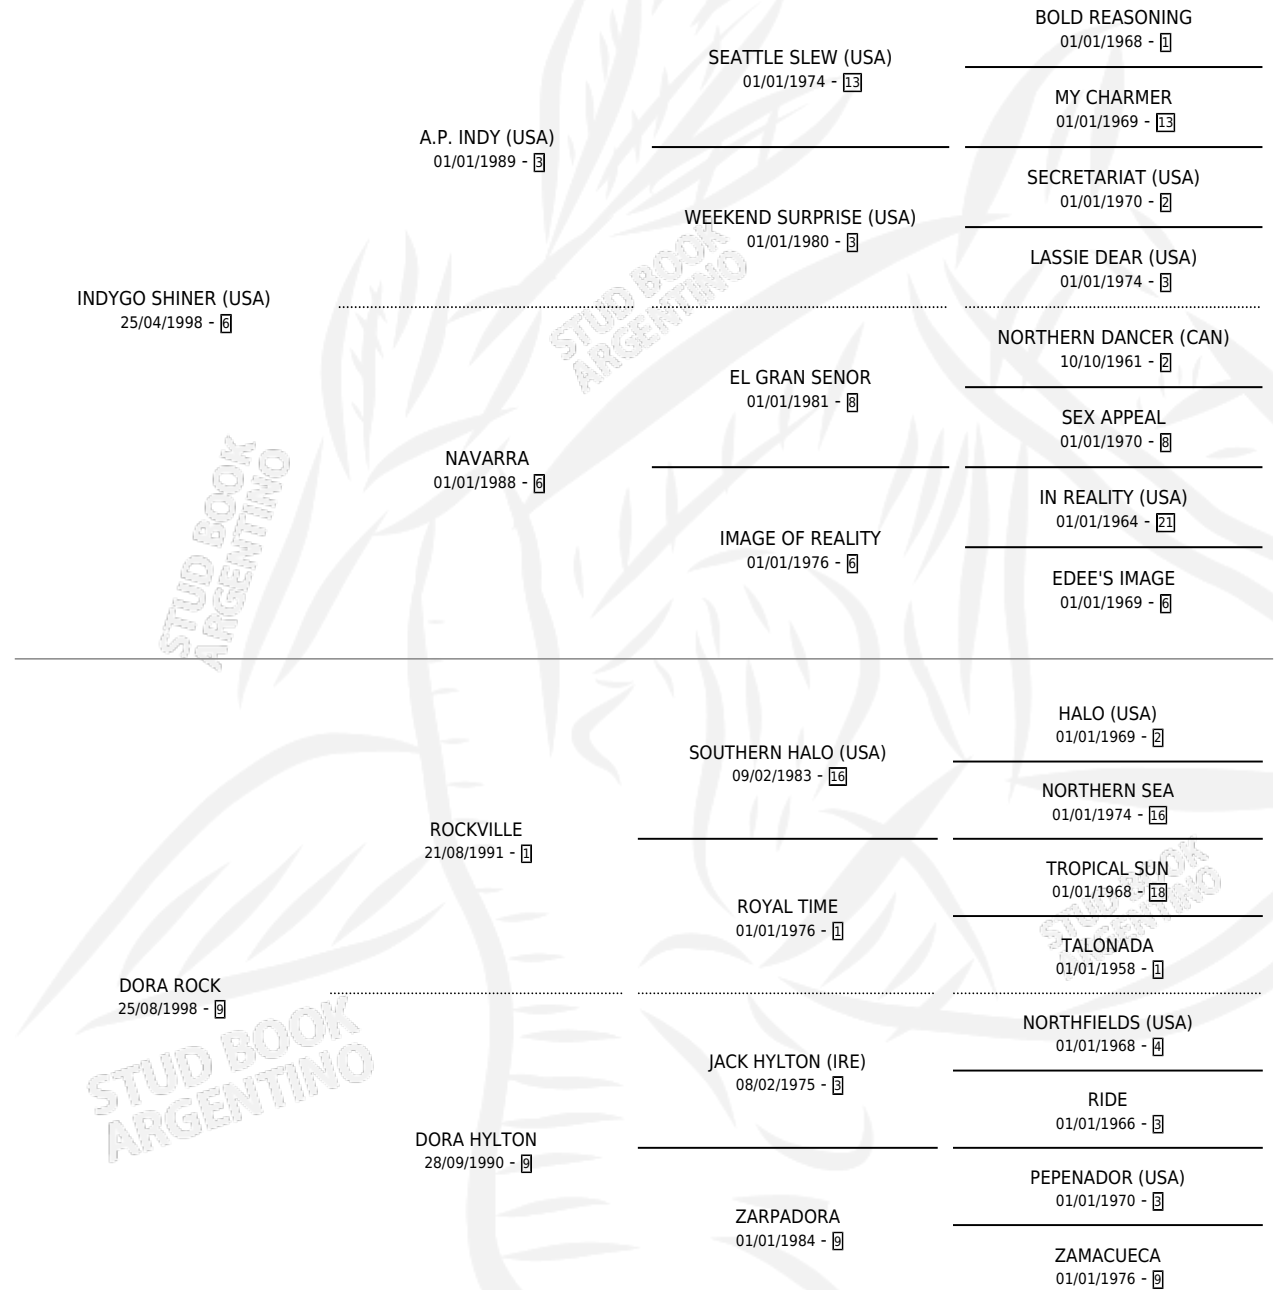 BOLD REASONING
01/01/1968 - 1
SEATTLE SLEW (USA)
01/01/1974 - 13
MY CHARMER
01/01/1969 - 13
A.P. INDY (USA)
01/01/1989 - 3
SECRETARIAT (USA)
01/01/1970 - 2
WEEKEND SURPRISE (USA)
01/01/1980 - 3
LASSIE DEAR (USA)
01/01/1974 - 3
INDYGO SHINER (USA)
25/04/1998 - 6
NORTHERN DANCER (CAN)
10/10/1961 - 2
EL GRAN SENOR
01/01/1981 - 8
SEX APPEAL
01/01/1970 - 8
NAVARRA
01/01/1988 - 6
IN REALITY (USA)
01/01/1964 - 21
IMAGE OF REALITY
01/01/1976 - 6
EDEE'S IMAGE
01/01/1969 - 6
HALO (USA)
01/01/1969 - 2
SOUTHERN HALO (USA)
09/02/1983 - 16
NORTHERN SEA
01/01/1974 - 16
ROCKVILLE
21/08/1991 - 1
TROPICAL SUN
01/01/1968 - 18
ROYAL TIME
01/01/1976 - 1
TALONADA
01/01/1958 - 1
DORA ROCK
25/08/1998 - 9
NORTHFIELDS (USA)
01/01/1968 - 4
JACK HYLTON (IRE)
08/02/1975 - 3
RIDE
01/01/1966 - 3
DORA HYLTON
28/09/1990 - 9
PEPENADOR (USA)
01/01/1970 - 3
ZARPADORA
01/01/1984 - 9
ZAMACUECA
01/01/1976 - 9
STUD BOOK
ARGENTINO
STUD BOOK
ARGENTINO
STUD BOOK
ARGENTINO
STUD BOOK
ARGENTINO